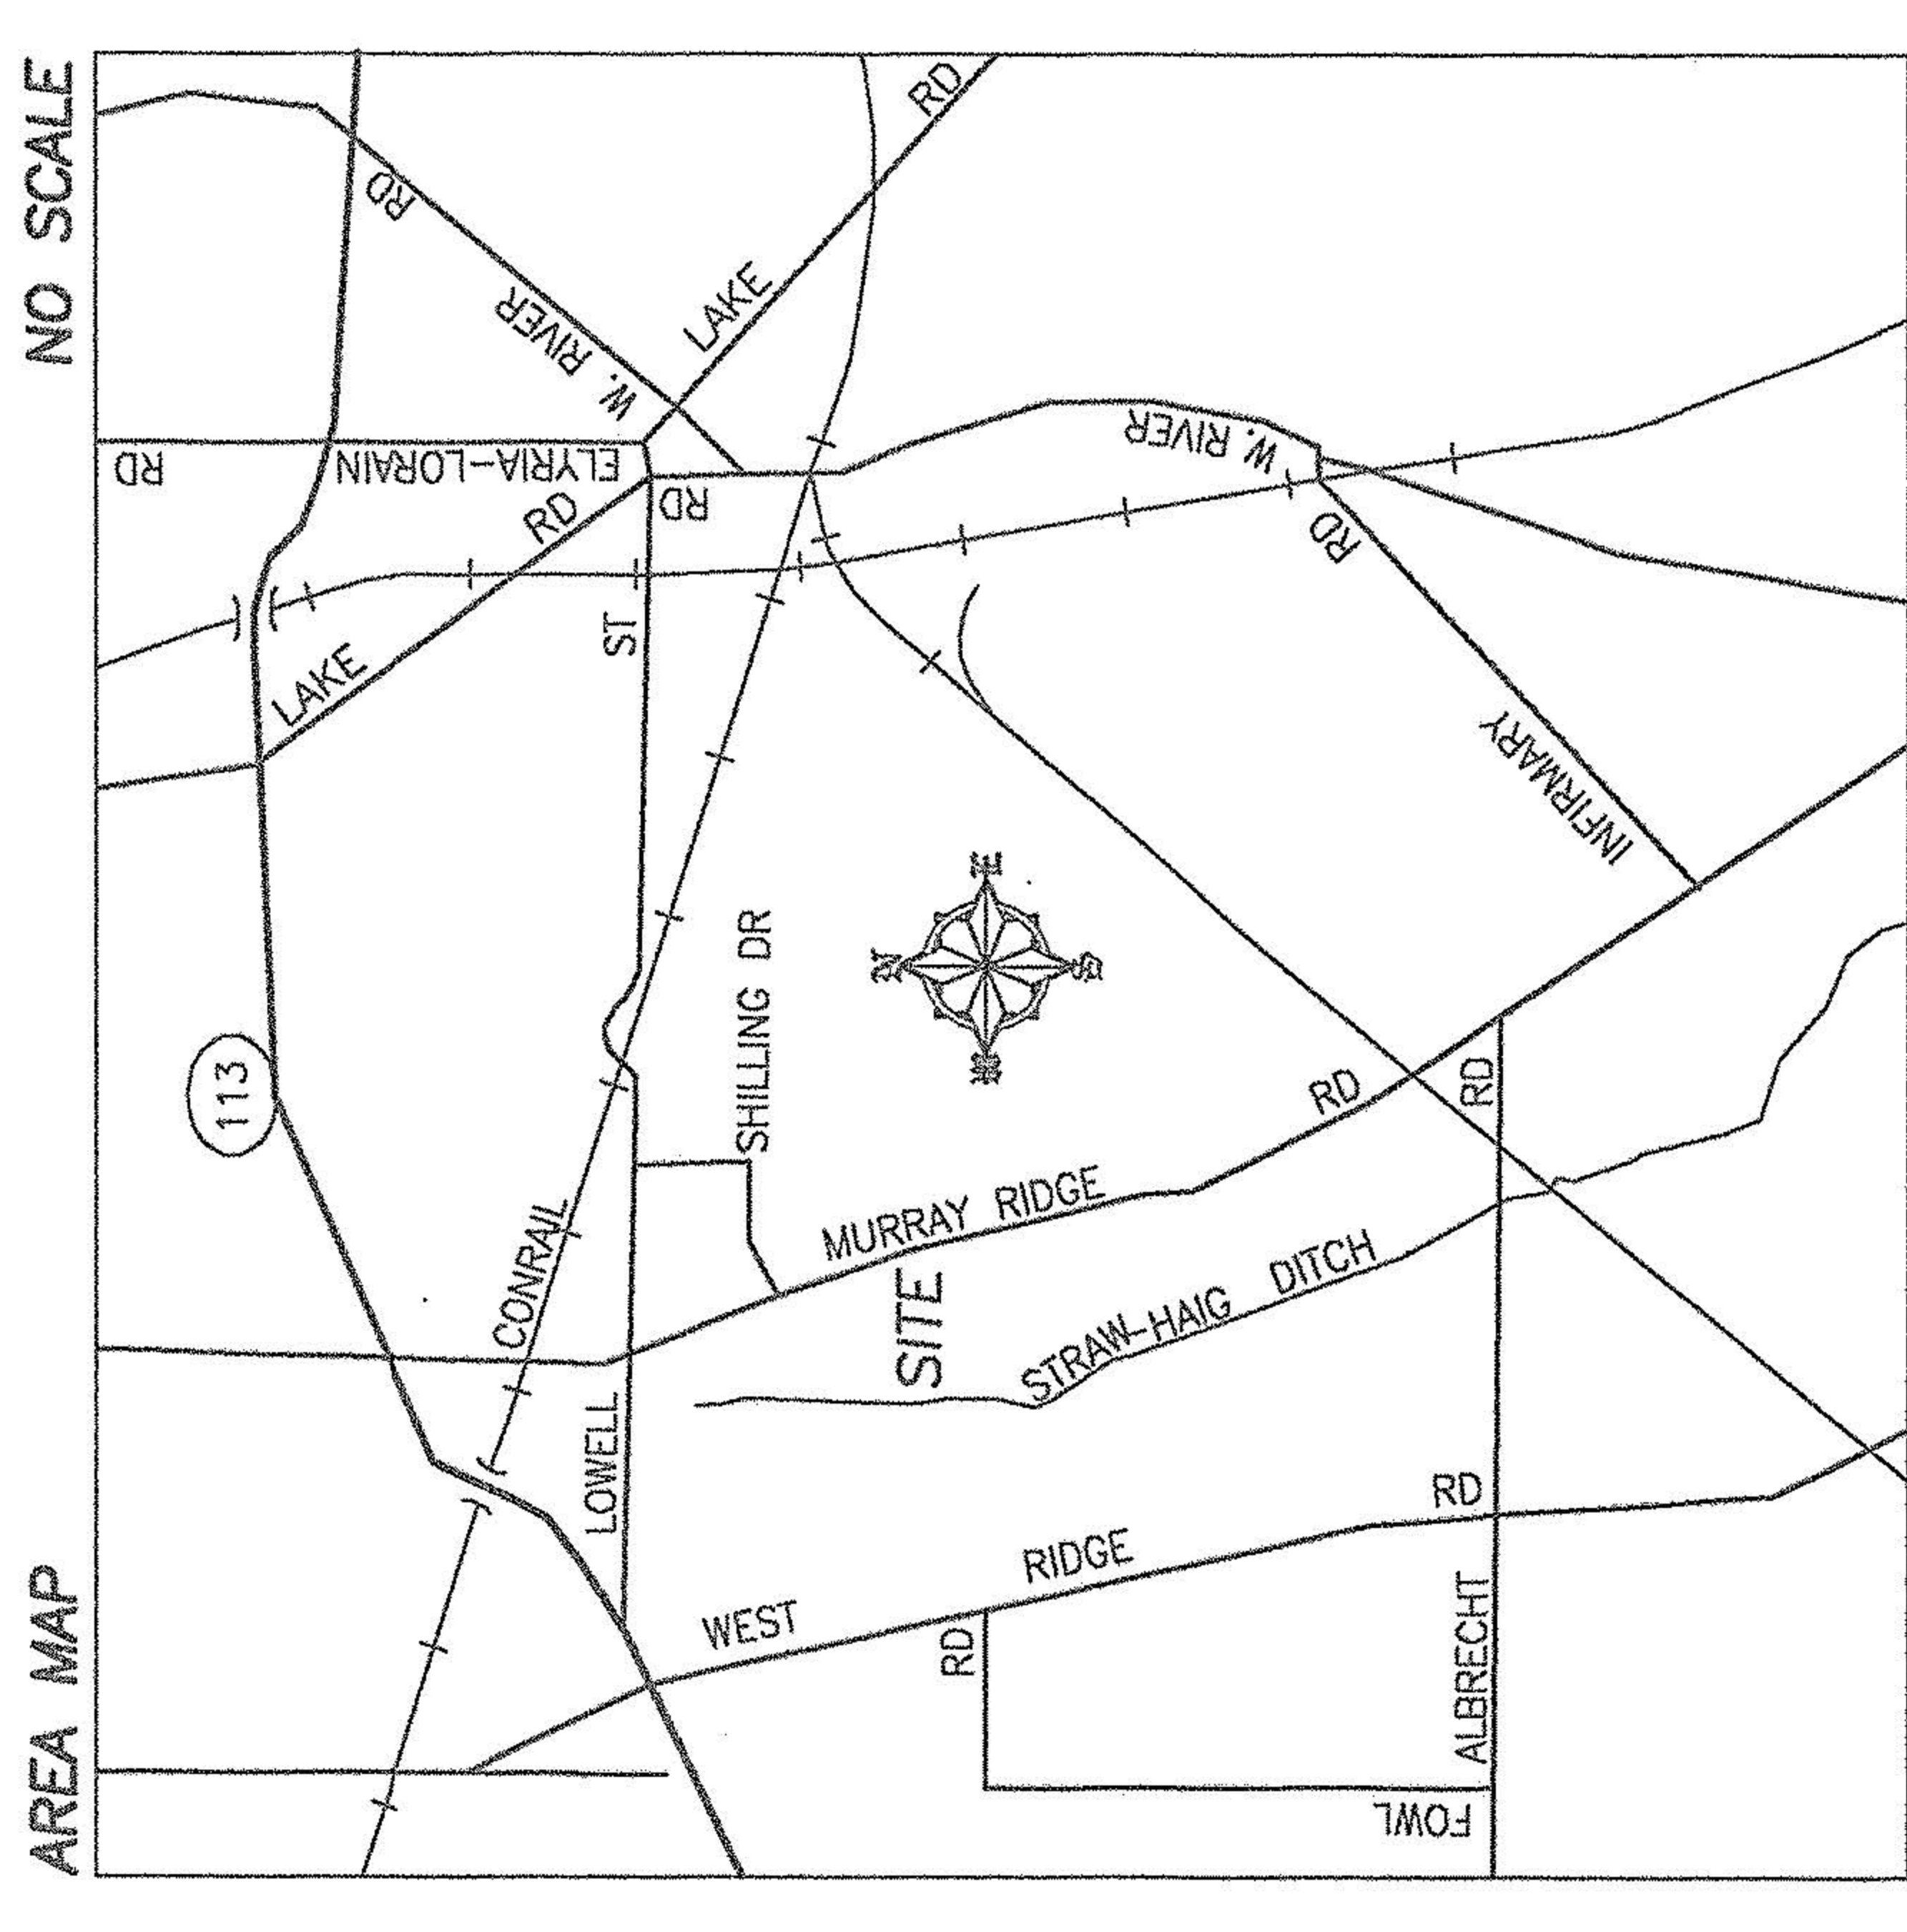 AREA MAP
NO SCALE
113
RD
ELYRIA-LORAIN
LAKE
RD
ST
RD
W. RIVER
RD
LAKE
RD
CONRAIL
LOWELL
SHILLING DR
N
E
S
W
MURRAY RIDGE
RD
SITE
STRAW-HAIG DITCH
WEST
RIDGE
RD
RD
FOWL
ALBRECHT
RD
W. RIVER
RD
INFIRMARY